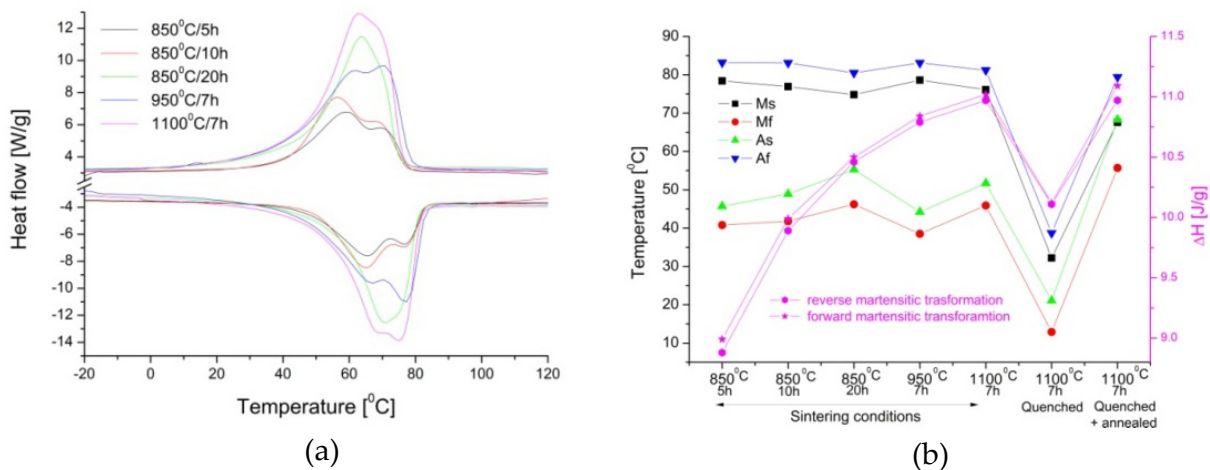 12
10
8
6
4
-4
-6
-8
-10
-12
-14
Heat flow [W/g]
850⁰C/5h
850⁰C/10h
850⁰C/20h
950⁰C/7h
1100⁰C/7h
-20 0 20 40 60 80 100 120
Temperature [⁰C]
(a)
90
80
70
60
50
40
30
20
10
Temperature [⁰C]
Ms
Mf
As
Af
reverse martensitic trasformation
forward martensitic transforamtion
11.5
11.0
10.5
10.0
9.5
9.0
ΔH [J/g]
850⁰C 850⁰C 850⁰C 950⁰C 1100⁰C 1100⁰C 1100⁰C
5h 10h 20h 7h 7h 7h 7h
Sintering conditions Quenched Quenched
+ annealed
(b)